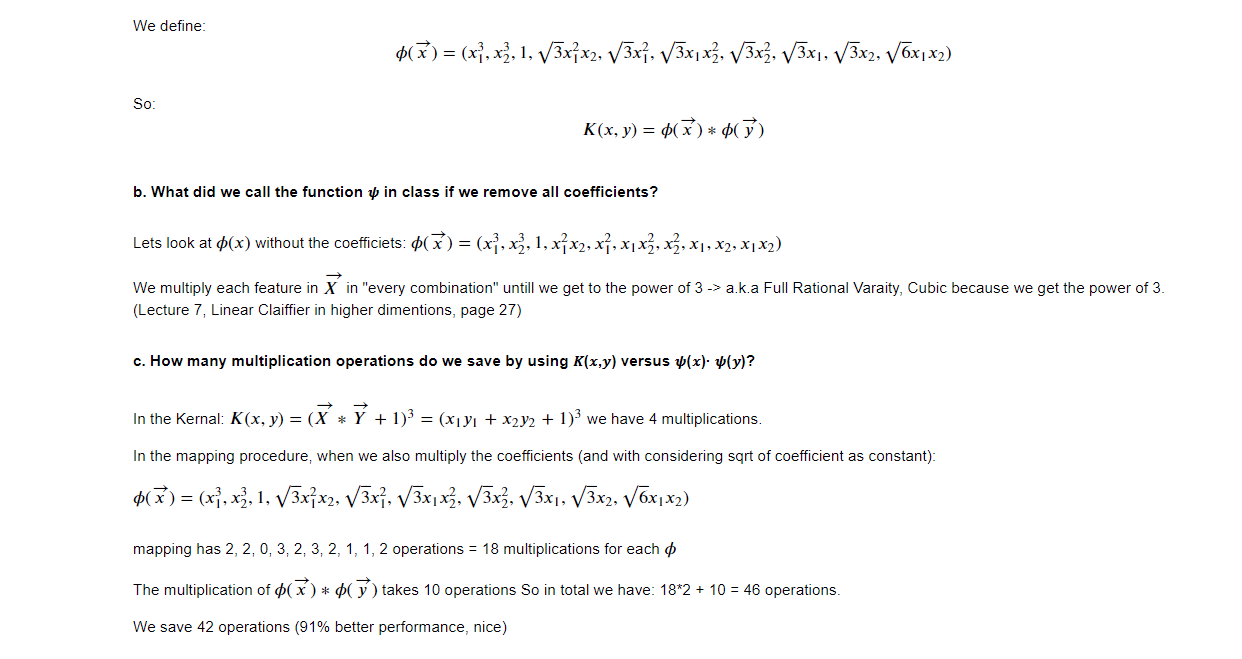 We define:
ϕ(x⃗) = (x₁³, x₂³, 1, √3x₁²x₂, √3x₁², √3x₁x₂², √3x₂², √3x₁, √3x₂, √6x₁x₂)
So:
K(x, y) = ϕ(x⃗) * ϕ(y⃗)
b. What did we call the function ψ in class if we remove all coefficients?
Lets look at ϕ(x) without the coefficiets: ϕ(x⃗) = (x₁³, x₂³, 1, x₁²x₂, x₁², x₁x₂², x₂², x₁, x₂, x₁x₂)
We multiply each feature in X⃗ in "every combination" untill we get to the power of 3 -> a.k.a Full Rational Varaity, Cubic because we get the power of 3.
(Lecture 7, Linear Claiffier in higher dimentions, page 27)
c. How many multiplication operations do we save by using K(x,y) versus ψ(x)· ψ(y)?
In the Kernal: K(x, y) = (X⃗ * Y⃗ + 1)³ = (x₁y₁ + x₂y₂ + 1)³ we have 4 multiplications.
In the mapping procedure, when we also multiply the coefficients (and with considering sqrt of coefficient as constant):
ϕ(x⃗) = (x₁³, x₂³, 1, √3x₁²x₂, √3x₁², √3x₁x₂², √3x₂², √3x₁, √3x₂, √6x₁x₂)
mapping has 2, 2, 0, 3, 2, 3, 2, 1, 1, 2 operations = 18 multiplications for each ϕ
The multiplication of ϕ(x⃗) * ϕ(y⃗) takes 10 operations So in total we have: 18*2 + 10 = 46 operations.
We save 42 operations (91% better performance, nice)